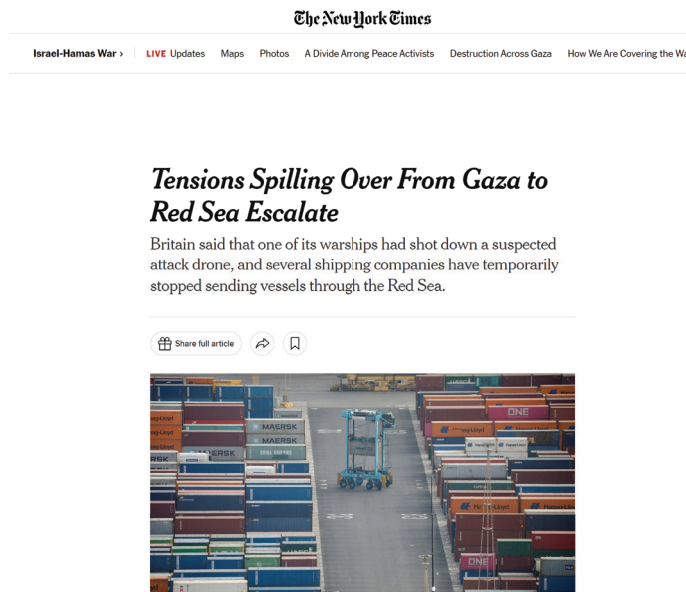 The New York Times
Israel-Hamas War › LIVE Updates Maps Photos A Divide Among Peace Activists Destruction Across Gaza How We Are Covering the Wa
Tensions Spilling Over From Gaza to
Red Sea Escalate
Britain said that one of its warships had shot down a suspected
attack drone, and several shipping companies have temporarily
stopped sending vessels through the Red Sea.
Share full article
ONE
MAERSK
MAERSK
Hapag-Lloyd
ERSK
Hapag-Lloyd
ONE